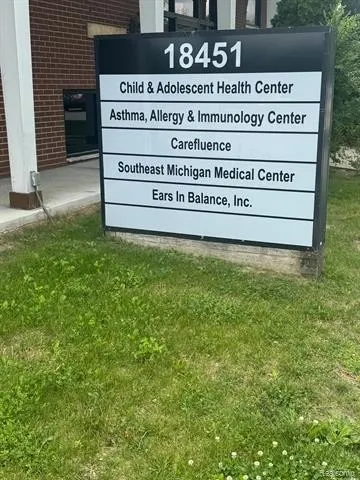 18451
Child & Adolescent Health Center
Asthma, Allergy & Immunology Center
Carefluence
Southeast Michigan Medical Center
Ears In Balance, Inc.